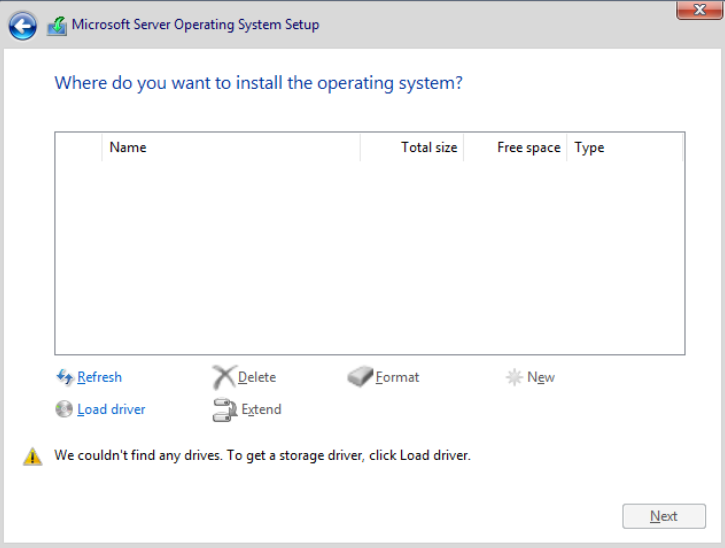 Microsoft Server Operating System Setup
Where do you want to install the operating system?
Name Total size Free space Type
Refresh Delete Format New
Load driver Extend
We couldn't find any drives. To get a storage driver, click Load driver.
Next